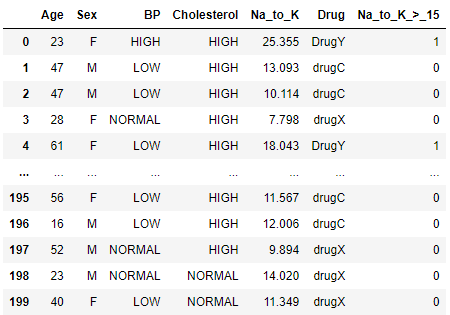 Age Sex BP Cholesterol Na_to_K Drug Na_to_K_>_15
0 23 F HIGH HIGH 25.355 DrugY 1
1 47 M LOW HIGH 13.093 drugC 0
2 47 M LOW HIGH 10.114 drugC 0
3 28 F NORMAL HIGH 7.798 drugX 0
4 61 F LOW HIGH 18.043 DrugY 1
... ... ... ... ... ... ... ...
195 56 F LOW HIGH 11.567 drugC 0
196 16 M LOW HIGH 12.006 drugC 0
197 52 M NORMAL HIGH 9.894 drugX 0
198 23 M NORMAL NORMAL 14.020 drugX 0
199 40 F LOW NORMAL 11.349 drugX 0